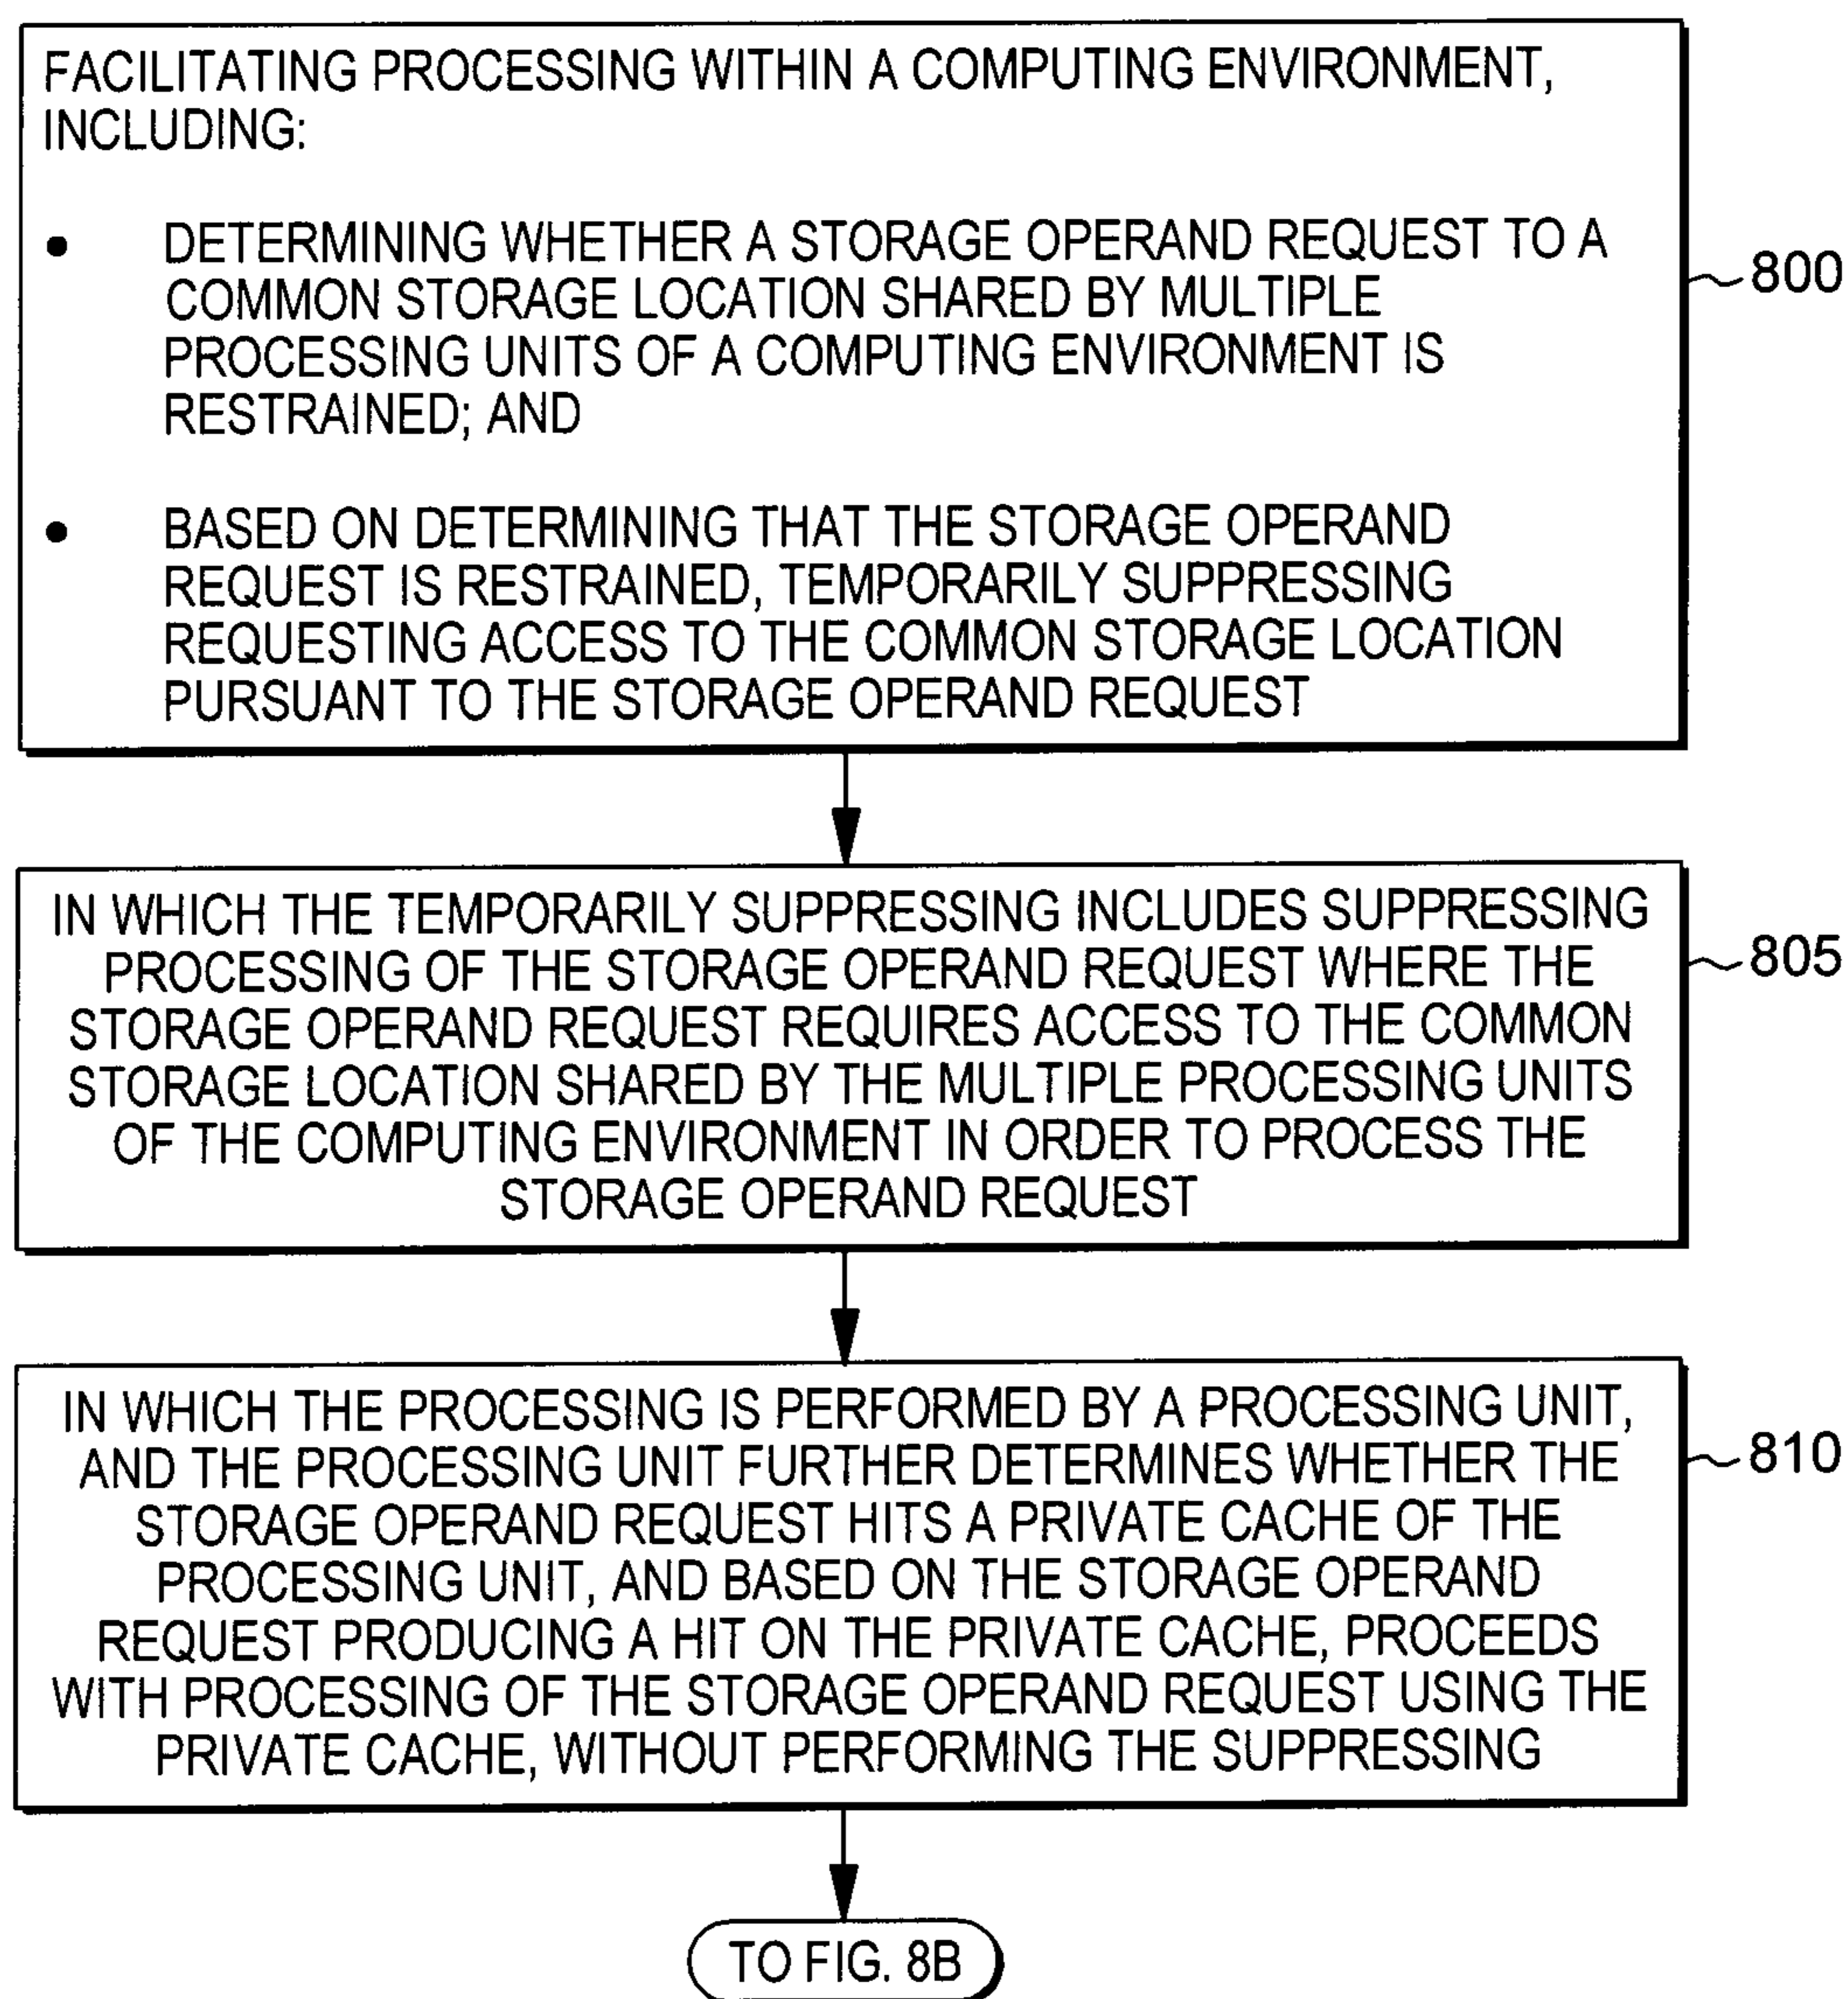 FACILITATING PROCESSING WITHIN A COMPUTING ENVIRONMENT,
INCLUDING:
• DETERMINING WHETHER A STORAGE OPERAND REQUEST TO A
COMMON STORAGE LOCATION SHARED BY MULTIPLE
PROCESSING UNITS OF A COMPUTING ENVIRONMENT IS
RESTRAINED; AND
• BASED ON DETERMINING THAT THE STORAGE OPERAND
REQUEST IS RESTRAINED, TEMPORARILY SUPPRESSING
REQUESTING ACCESS TO THE COMMON STORAGE LOCATION
PURSUANT TO THE STORAGE OPERAND REQUEST
800
IN WHICH THE TEMPORARILY SUPPRESSING INCLUDES SUPPRESSING
PROCESSING OF THE STORAGE OPERAND REQUEST WHERE THE
STORAGE OPERAND REQUEST REQUIRES ACCESS TO THE COMMON
STORAGE LOCATION SHARED BY THE MULTIPLE PROCESSING UNITS
OF THE COMPUTING ENVIRONMENT IN ORDER TO PROCESS THE
STORAGE OPERAND REQUEST
805
IN WHICH THE PROCESSING IS PERFORMED BY A PROCESSING UNIT,
AND THE PROCESSING UNIT FURTHER DETERMINES WHETHER THE
STORAGE OPERAND REQUEST HITS A PRIVATE CACHE OF THE
PROCESSING UNIT, AND BASED ON THE STORAGE OPERAND
REQUEST PRODUCING A HIT ON THE PRIVATE CACHE, PROCEEDS
WITH PROCESSING OF THE STORAGE OPERAND REQUEST USING THE
PRIVATE CACHE, WITHOUT PERFORMING THE SUPPRESSING
810
TO FIG. 8B